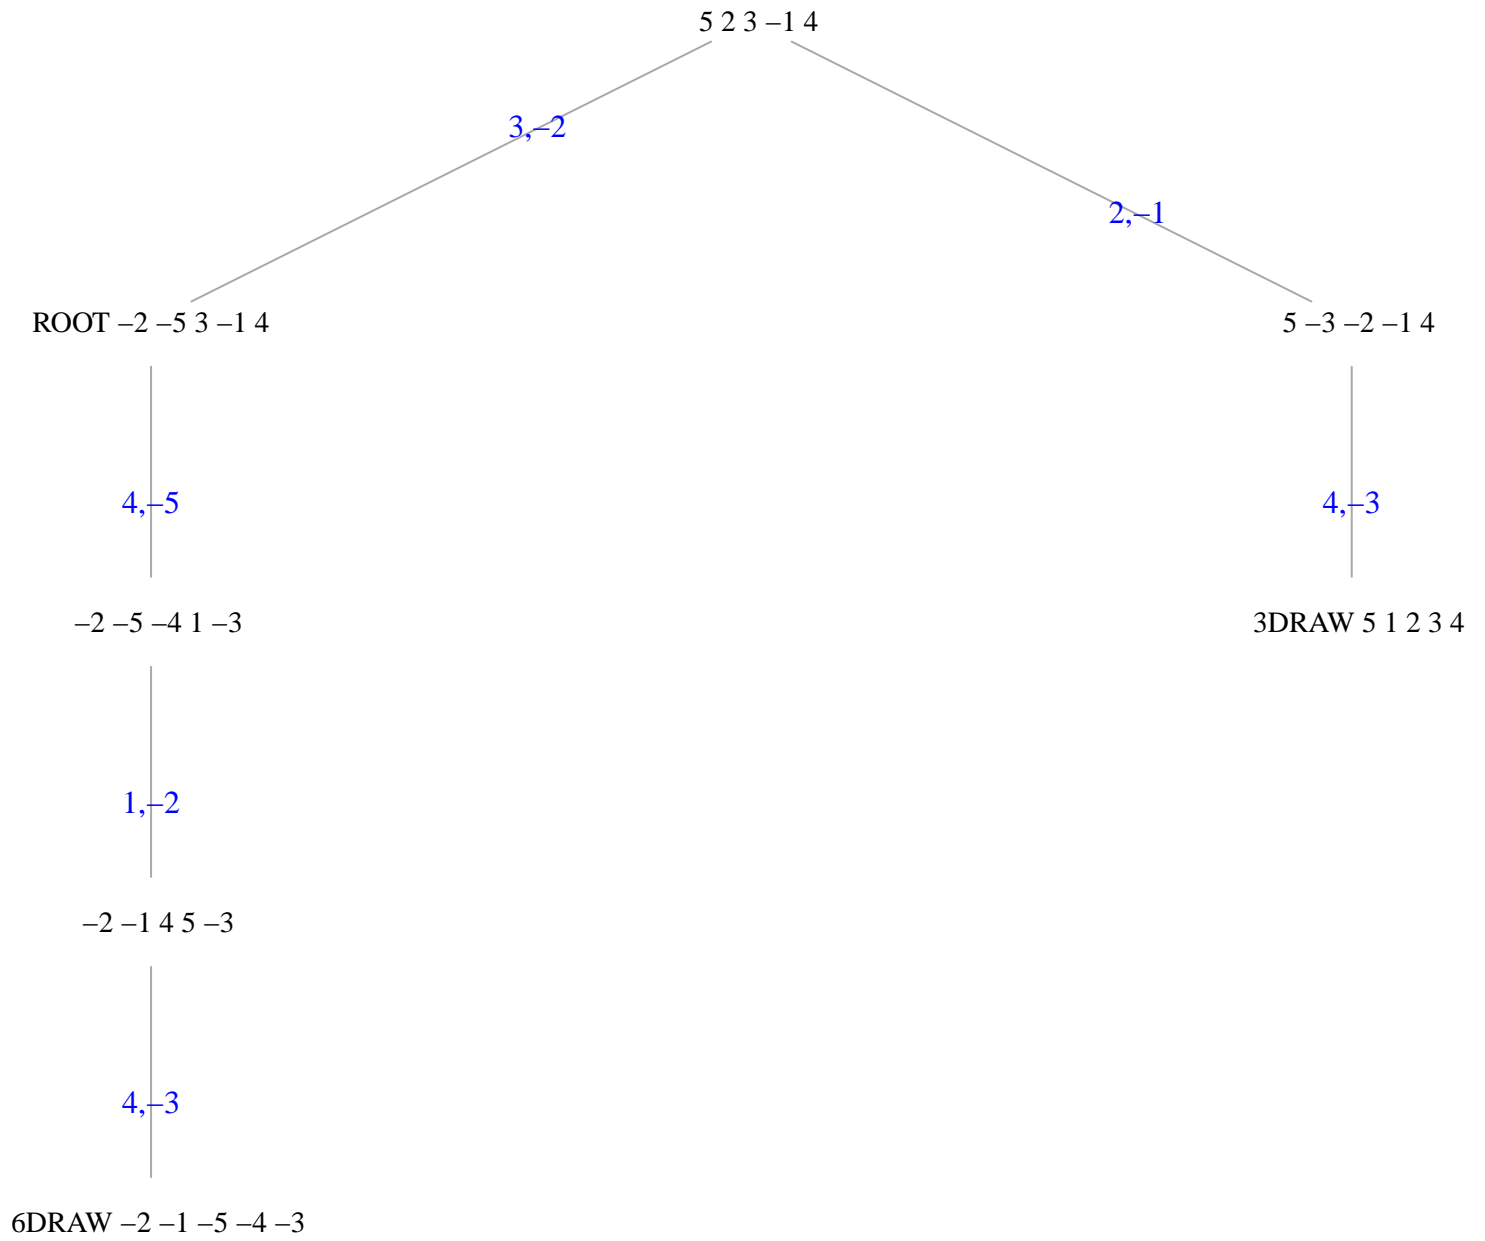 5 2 3 –1 4
3,–2
2,–1
ROOT –2 –5 3 –1 4
5 –3 –2 –1 4
4,–5
4,–3
–2 –5 –4 1 –3
3DRAW 5 1 2 3 4
1,–2
–2 –1 4 5 –3
4,–3
6DRAW –2 –1 –5 –4 –3